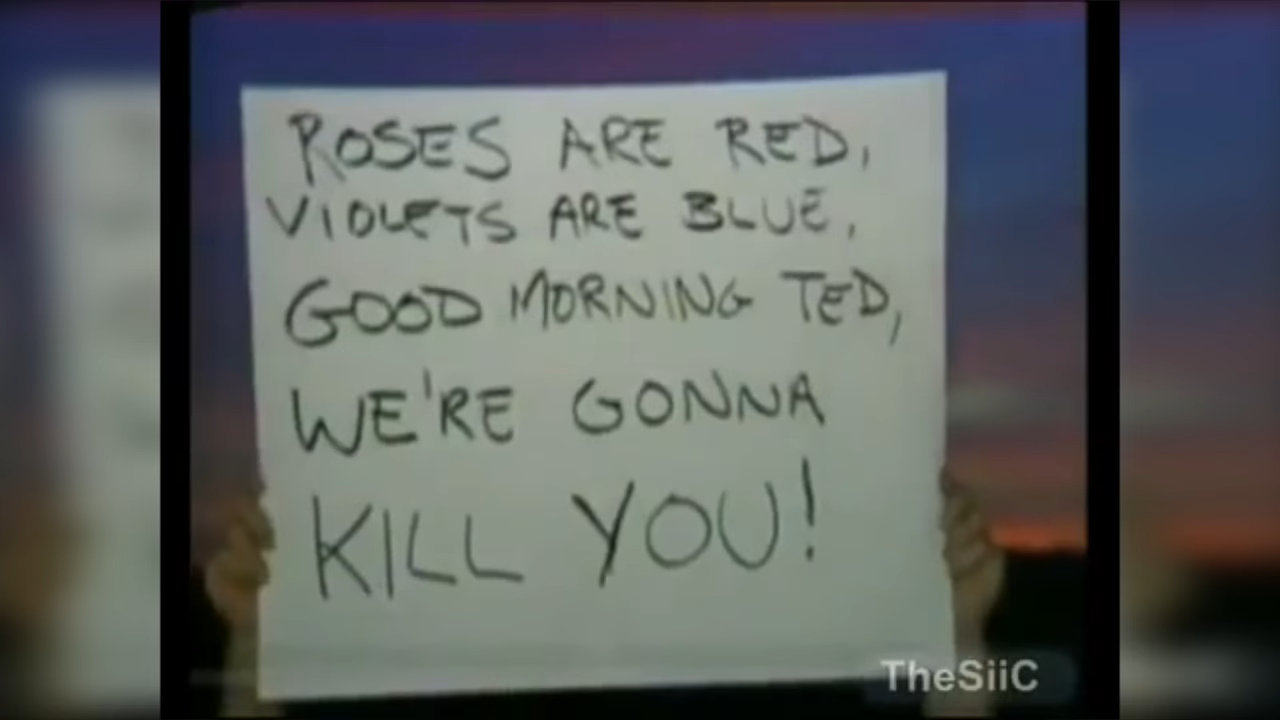 ROSES ARE RED,
VIOLETS ARE BLUE,
GOOD MORNING TED,
WE'RE GONNA
KILL YOU!
TheSiiC